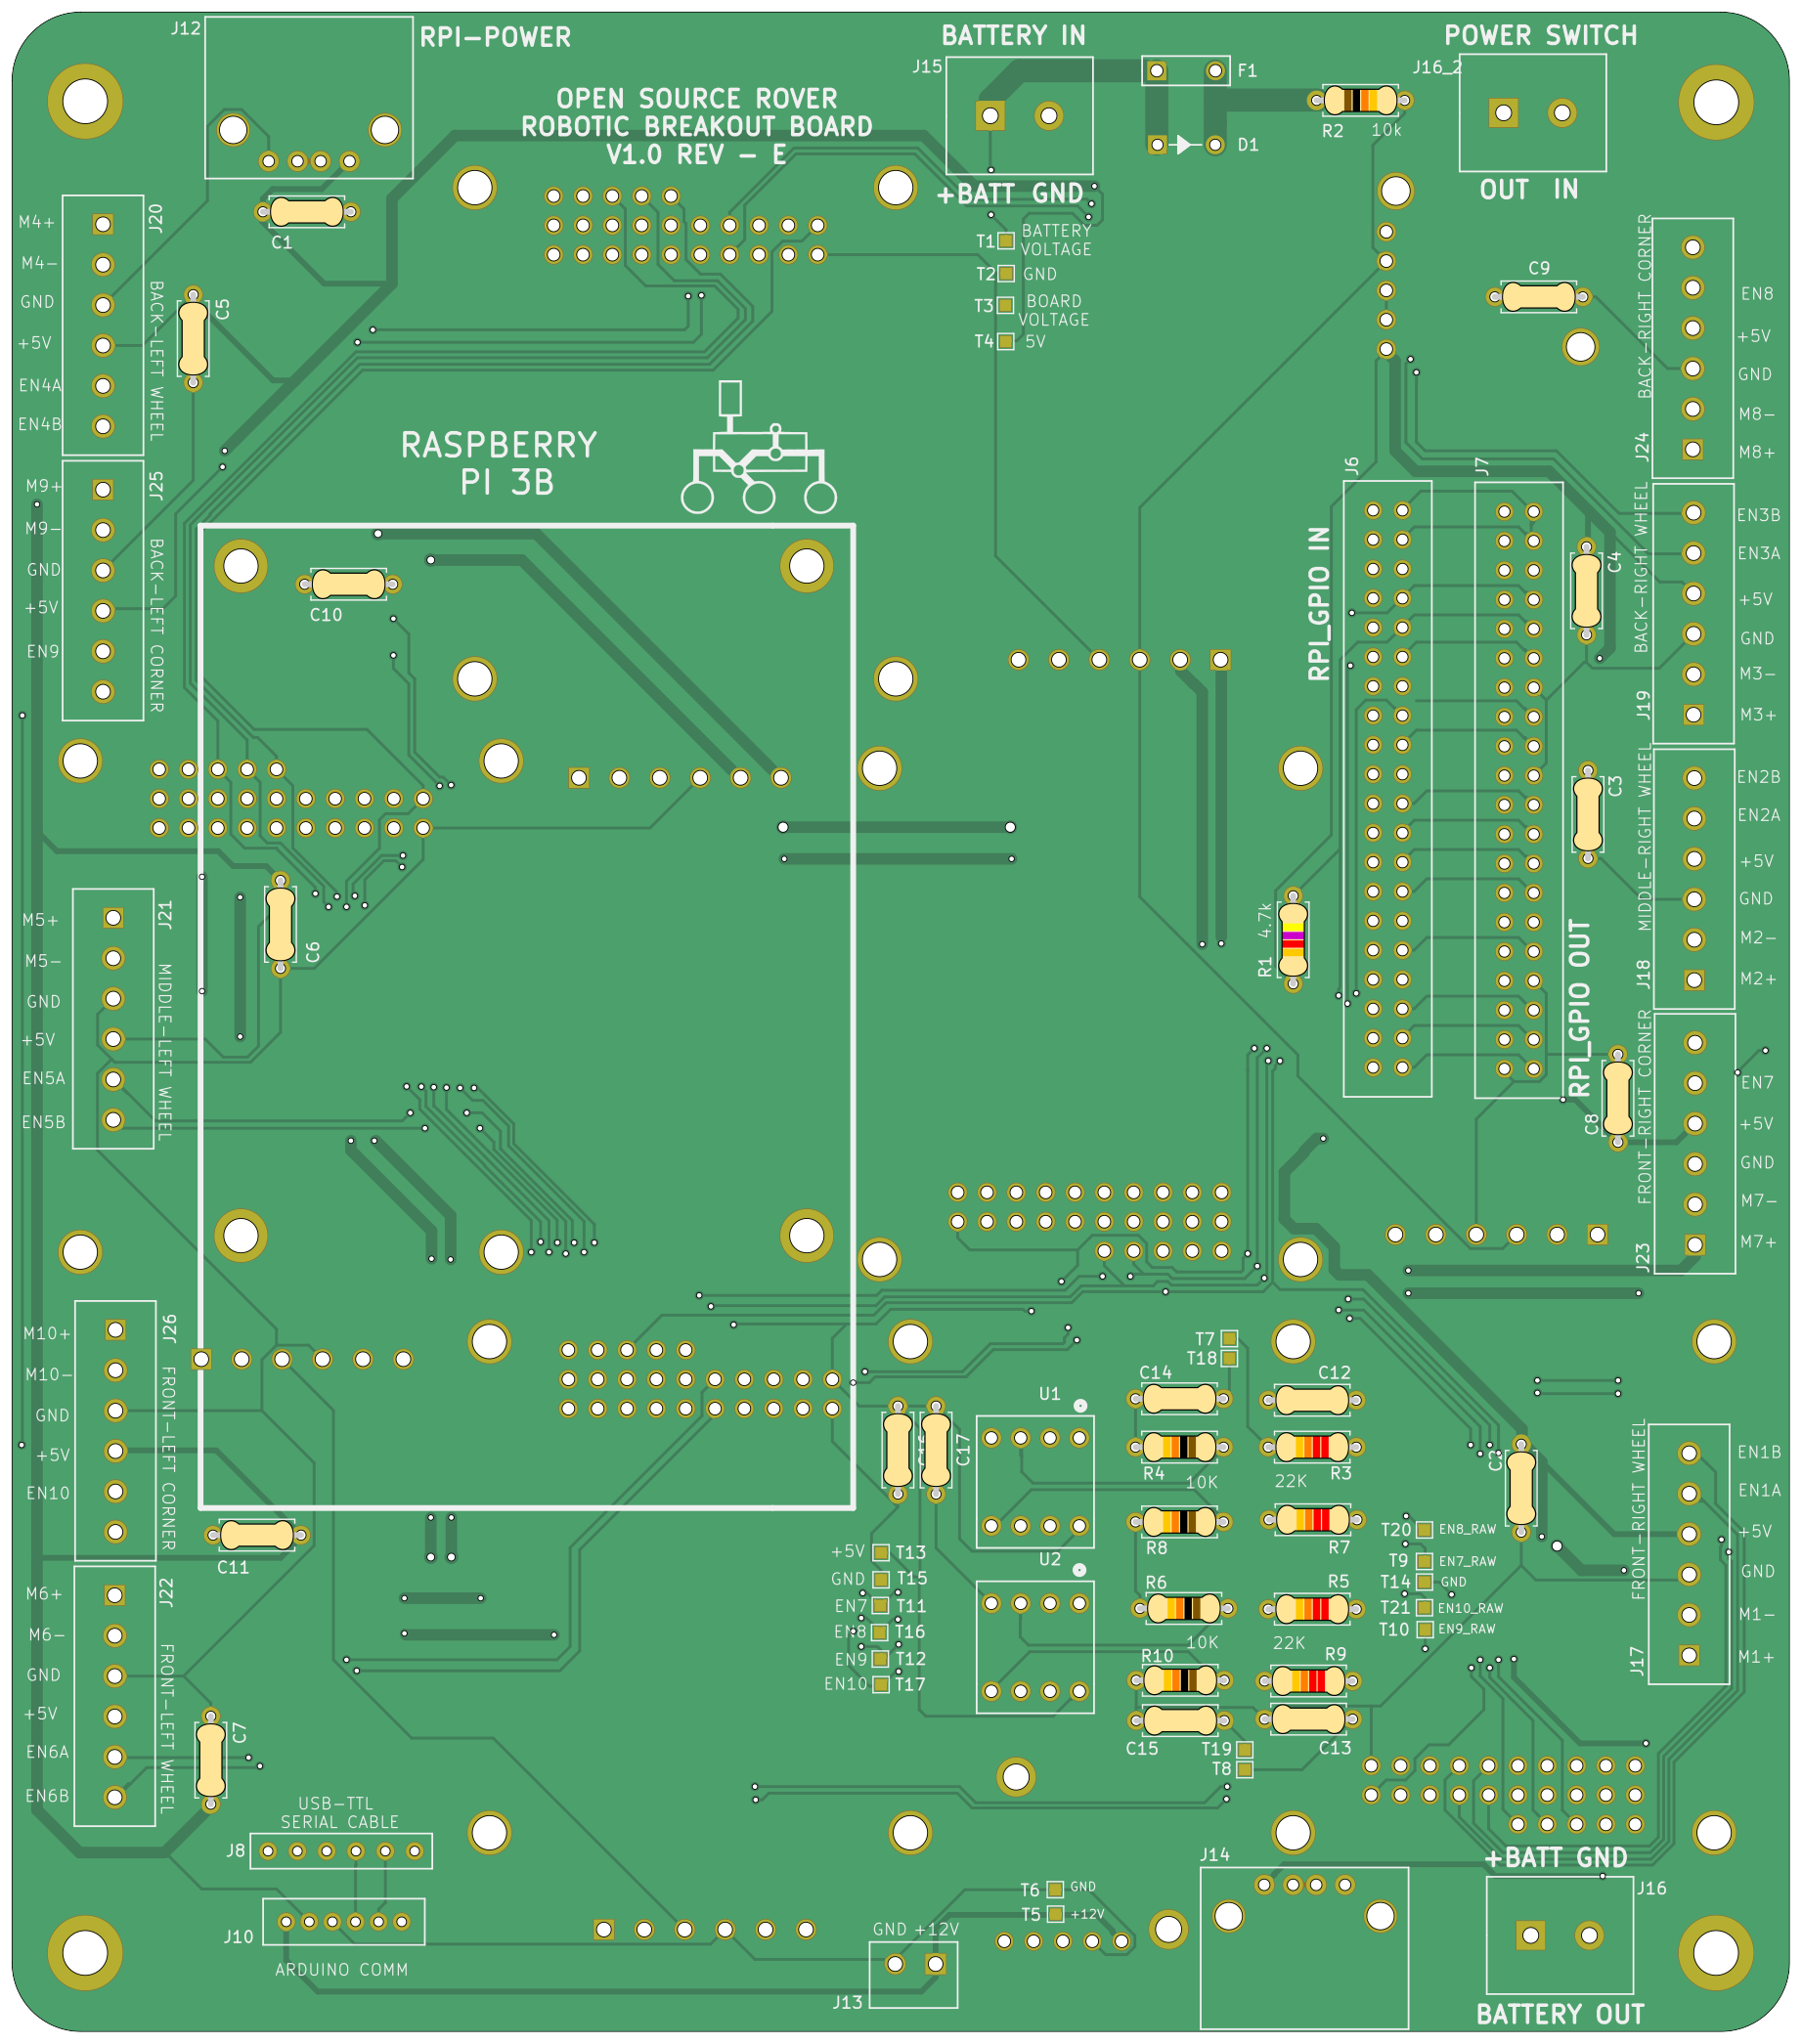 J12
RPI-POWER
BATTERY IN
POWER SWITCH
J15
F1
J16_2
OPEN SOURCE ROVER
ROBOTIC BREAKOUT BOARD
V1.0 REV - E
R2
10k
D1
+BATT GND
OUT IN
J20
M4+
M4-
GND
+5V
EN4A
EN4B
BACK-LEFT WHEEL
C1
C5
T1
BATTERY
VOLTAGE
T2
GND
T3
BOARD
VOLTAGE
T4
5V
C9
BACK-RIGHT CORNER
J24
EN8
+5V
GND
M8-
M8+
RASPBERRY
PI 3B
J25
M9+
M9-
GND
+5V
EN9
BACK-LEFT CORNER
C10
J6
J7
RPI_GPIO IN
C4
BACK-RIGHT WHEEL
J19
EN3B
EN3A
+5V
GND
M3-
M3+
C3
MIDDLE-RIGHT WHEEL
J18
EN2B
EN2A
+5V
GND
M2-
M2+
J21
M5+
M5-
GND
+5V
EN5A
EN5B
MIDDLE-LEFT WHEEL
C6
4.7k
R1
RPI_GPIO OUT
C8
FRONT-RIGHT CORNER
J23
EN7
+5V
GND
M7-
M7+
J26
M10+
M10-
GND
+5V
EN10
FRONT-LEFT CORNER
C11
T7
T18
C14
C12
U1
C17
R4
10K
22K
R3
R8
R7
U2
R6
R5
10K
22K
R10
R9
C15
C13
T19
T8
+5V
T13
GND
T15
EN7
T11
EN8
T16
EN9
T12
EN10
T17
T20
EN8_RAW
T9
EN7_RAW
T14
GND
T21
EN10_RAW
T10
EN9_RAW
FRONT-RIGHT WHEEL
J17
EN1B
EN1A
+5V
GND
M1-
M1+
J22
M6+
M6-
GND
+5V
EN6A
EN6B
FRONT-LEFT WHEEL
C7
USB-TTL
SERIAL CABLE
J8
J10
ARDUINO COMM
T6
GND
T5
+12V
GND +12V
J13
J14
+BATT GND
J16
BATTERY OUT